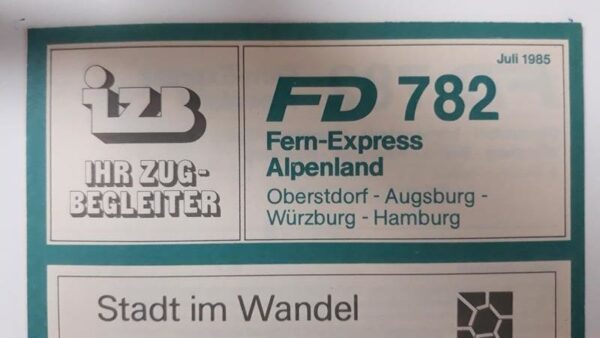 Juli 1985
izb
IHR ZUG-
BEGLEITER
FD 782
Fern-Express
Alpenland
Oberstdorf - Augsburg -
Würzburg - Hamburg
Stadt im Wandel